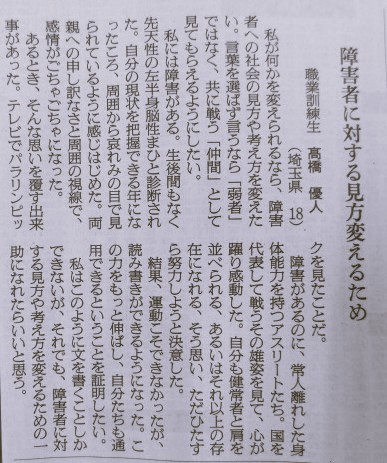 障害者に対する見方変えるため
職業訓練生　高橋　優人
（埼玉県　18）
　私が何かを変えられるなら、障害
者への社会の見方や考え方を変えた
い。言葉を選ばず言うなら「弱者」
ではなく、共に戦う「仲間」として
見てもらえるようにしたい。
　私には障害がある。生後間もなく
先天性の左半身脳性まひと診断され
た。自分の現状を把握できる年にな
ったころ、周囲から哀れみの目で見
られているように感じはじめた。両
親への申し訳なさと周囲の視線で、
感情がごちゃごちゃになった。
　あるとき、そんな思いを覆す出来
事があった。テレビでパラリンピッ
クを見たことだ。
　障害があるのに、常人離れした身
体能力を持つアスリートたち。国を
代表して戦うその雄姿を見て、心が
躍り感動した。自分も健常者と肩を
並べられる、あるいはそれ以上の存
在になれる、そう思い、ただひたす
ら努力しようと決意した。
　結果、運動こそできなかったが、
読み書きができるようになった。こ
の力をもっと伸ばし、自分たちも通
用できるということを証明したい。
　私はこのように文を書くことしか
できないが、それでも、障害者に対
する見方や考え方を変えるための一
助になれたらいいと思う。